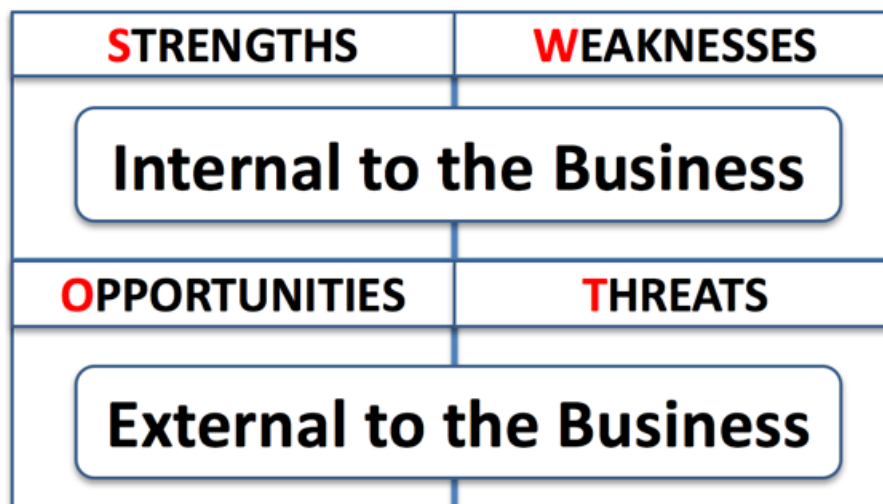 STRENGTHS
WEAKNESSES
Internal to the Business
OPPORTUNITIES
THREATS
External to the Business